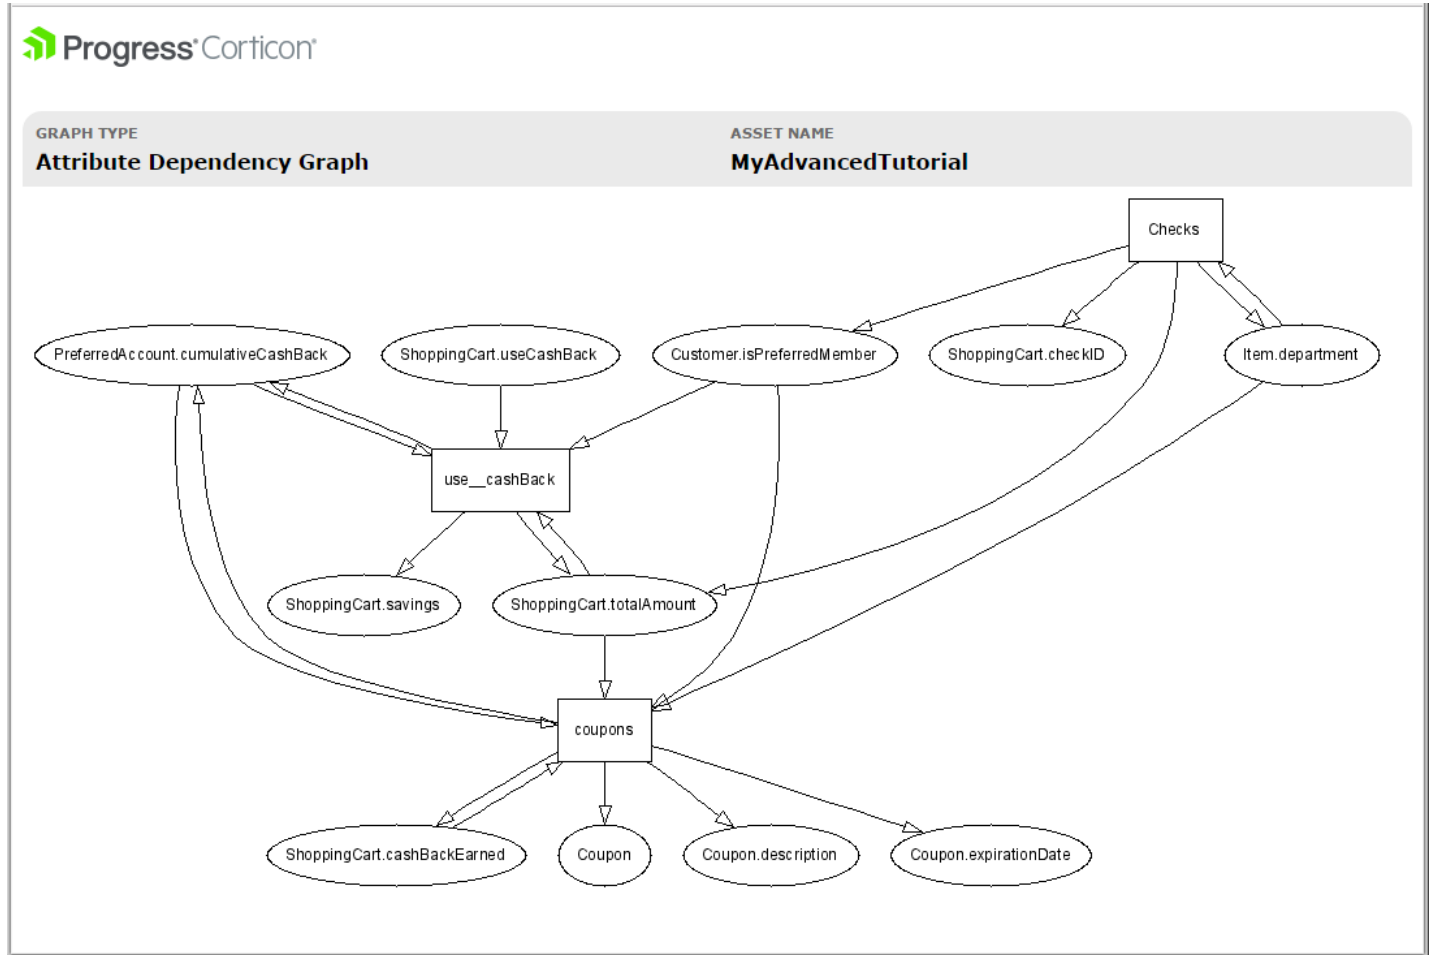 Progress Corticon
GRAPH TYPE
ASSET NAME
Attribute Dependency Graph
MyAdvancedTutorial
Checks
PreferredAccount.cumulativeCashBack
ShoppingCart.useCashBack
Customer.isPreferredMember
ShoppingCart.checkID
Item.department
use__cashBack
ShoppingCart.savings
ShoppingCart.totalAmount
coupons
ShoppingCart.cashBackEarned
Coupon
Coupon.description
Coupon.expirationDate